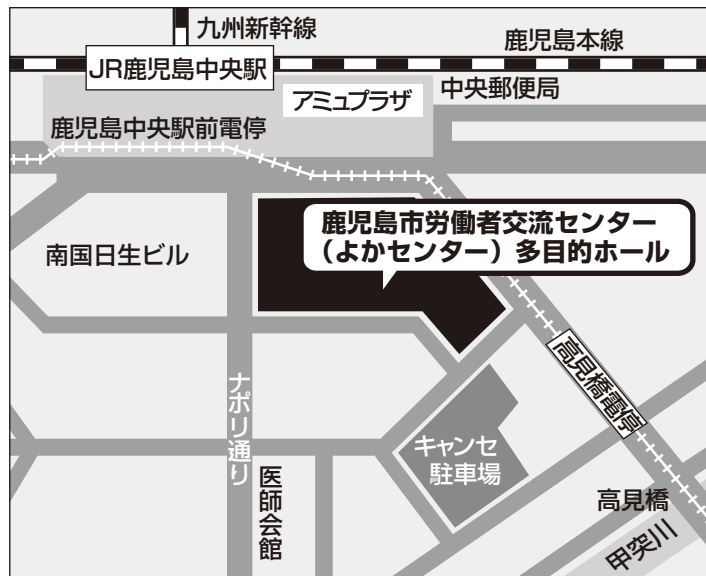 九州新幹線
鹿児島本線
JR鹿児島中央駅
アミュプラザ
中央郵便局
鹿児島中央駅前電停
鹿児島市労働者交流センター
（よかセンター）多目的ホール
南国日生ビル
高見橋電停
ナポリ通り
キャンセ
駐車場
医師会館
高見橋
甲突川